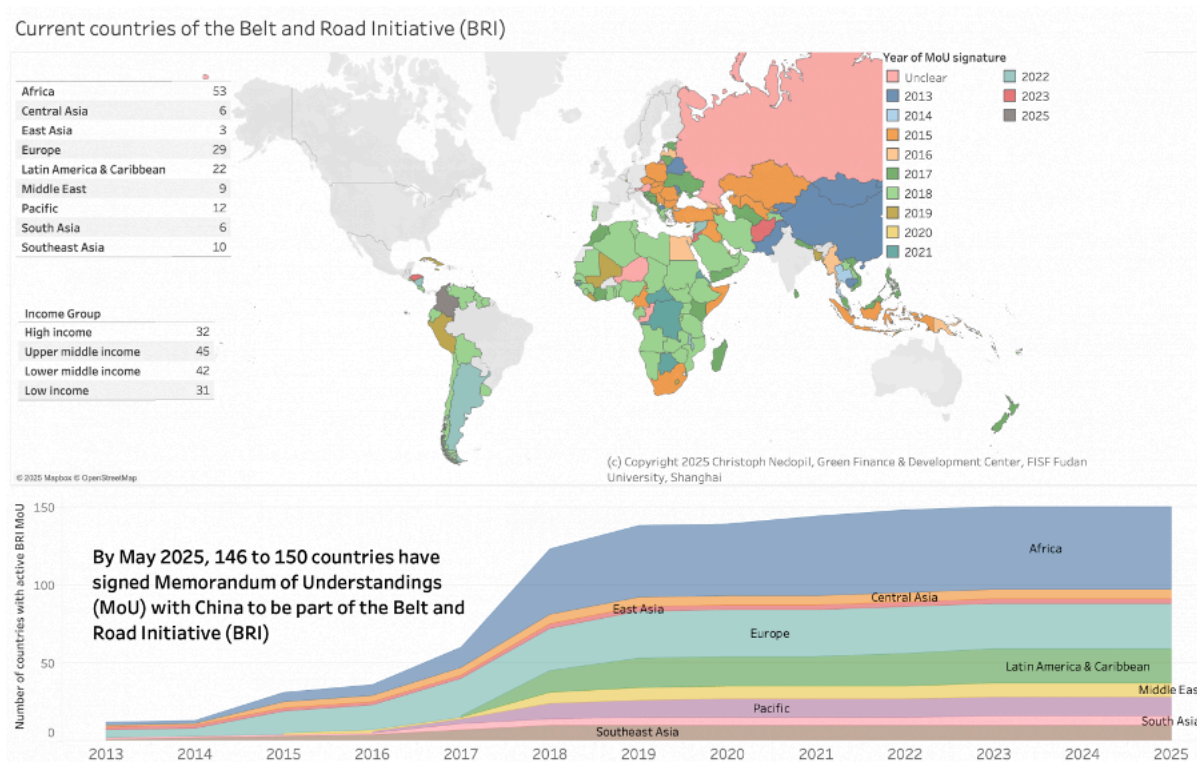 Current countries of the Belt and Road Initiative (BRI)
Africa 53
Central Asia 6
East Asia 3
Europe 29
Latin America & Caribbean 22
Middle East 9
Pacific 12
South Asia 6
Southeast Asia 10
Income Group
High income 32
Upper middle income 45
Lower middle income 42
Low income 31
© 2025 Mapbox © OpenStreetMap
Year of MoU signature
Unclear
2013
2014
2015
2016
2017
2018
2019
2020
2021
2022
2023
2025
(c) Copyright 2025 Christoph Nedopil, Green Finance & Development Center, FISF Fudan
University, Shanghai
Number of countries with active BRI MoU
150
100
50
0
By May 2025, 146 to 150 countries have
signed Memorandum of Understandings
(MoU) with China to be part of the Belt and
Road Initiative (BRI)
Africa
Central Asia
East Asia
Europe
Latin America & Caribbean
Middle Eas
Pacific
South Asia
Southeast Asia
2013 2014 2015 2016 2017 2018 2019 2020 2021 2022 2023 2024 2025